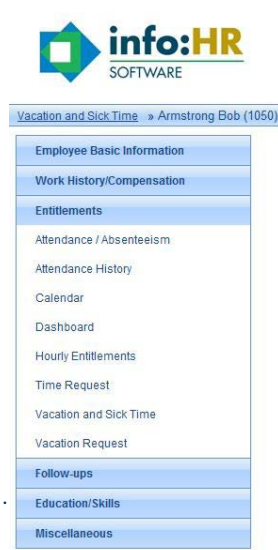 info:HR
SOFTWARE
Vacation and Sick Time » Armstrong Bob (1050)
Employee Basic Information
Work History/Compensation
Entitlements
Attendance / Absenteeism
Attendance History
Calendar
Dashboard
Hourly Entitlements
Time Request
Vacation and Sick Time
Vacation Request
Follow-ups
Education/Skills
Miscellaneous